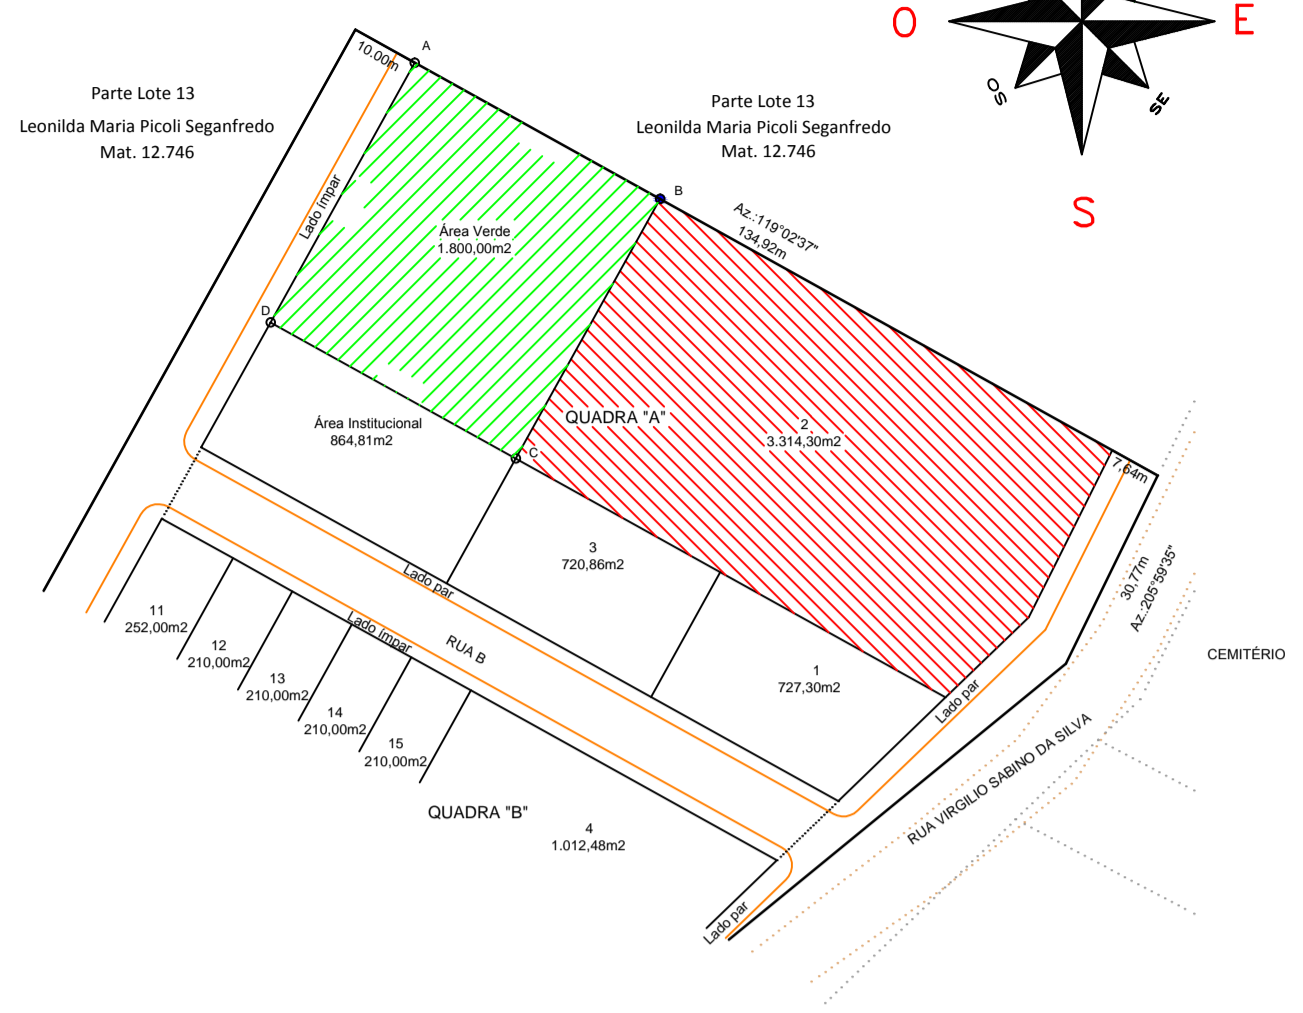 O
E
SO
SE
S
10.00m
A
Parte Lote 13
Leonilda Maria Picoli Seganfredo
Mat. 12.746
Parte Lote 13
Leonilda Maria Picoli Seganfredo
Mat. 12.746
B
Az.:119°02'37"
134,92m
Lado ímpar
Área Verde
1.800,00m2
D
Área Institucional
864,81m2
QUADRA "A"
2
3.314,30m2
C
7,64m
30,77m
Az.:205°59'35"
3
720,86m2
Lado par
Lado ímpar
RUA B
11
252,00m2
12
210,00m2
13
210,00m2
14
210,00m2
15
210,00m2
1
727,30m2
Lado par
CEMITÉRIO
RUA VIRGILIO SABINO DA SILVA
QUADRA "B"
4
1.012,48m2
Lado par